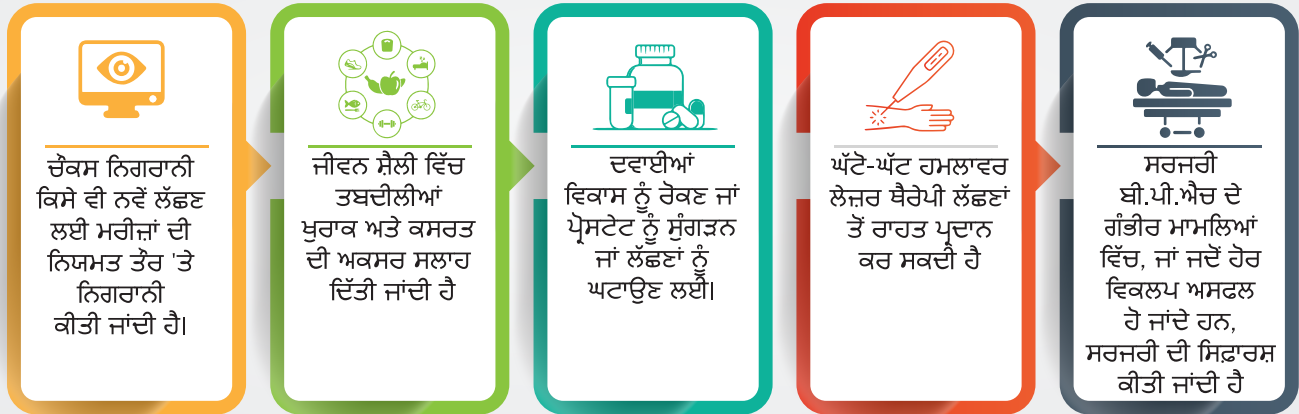 ਚੌਕਸ ਨਿਗਰਾਨੀ
ਕਿਸੇ ਵੀ ਨਵੇਂ ਲੱਛਣ
ਲਈ ਮਰੀਜ਼ਾਂ ਦੀ
ਨਿਯਮਤ ਤੌਰ 'ਤੇ
ਨਿਗਰਾਨੀ
ਕੀਤੀ ਜਾਂਦੀ ਹੈ।
ਜੀਵਨ ਸ਼ੈਲੀ ਵਿੱਚ
ਤਬਦੀਲੀਆਂ
ਖੁਰਾਕ ਅਤੇ ਕਸਰਤ
ਦੀ ਅਕਸਰ ਸਲਾਹ
ਦਿੱਤੀ ਜਾਂਦੀ ਹੈ
ਦਵਾਈਆਂ
ਵਿਕਾਸ ਨੂੰ ਰੋਕਣ ਜਾਂ
ਪ੍ਰੋਸਟੇਟ ਨੂੰ ਸੁੰਗੜਨ
ਜਾਂ ਲੱਛਣਾਂ ਨੂੰ
ਘਟਾਉਣ ਲਈ।
ਘੱਟੋ-ਘੱਟ ਹਮਲਾਵਰ
ਲੇਜ਼ਰ ਥੈਰੇਪੀ ਲੱਛਣਾਂ
ਤੋਂ ਰਾਹਤ ਪ੍ਰਦਾਨ
ਕਰ ਸਕਦੀ ਹੈ
ਸਰਜਰੀ
ਬੀ.ਪੀ.ਐਚ ਦੇ
ਗੰਭੀਰ ਮਾਮਲਿਆਂ
ਵਿੱਚ, ਜਾਂ ਜਦੋਂ ਹੋਰ
ਵਿਕਲਪ ਅਸਫਲ
ਹੋ ਜਾਂਦੇ ਹਨ,
ਸਰਜਰੀ ਦੀ ਸਿਫ਼ਾਰਸ਼
ਕੀਤੀ ਜਾਂਦੀ ਹੈ